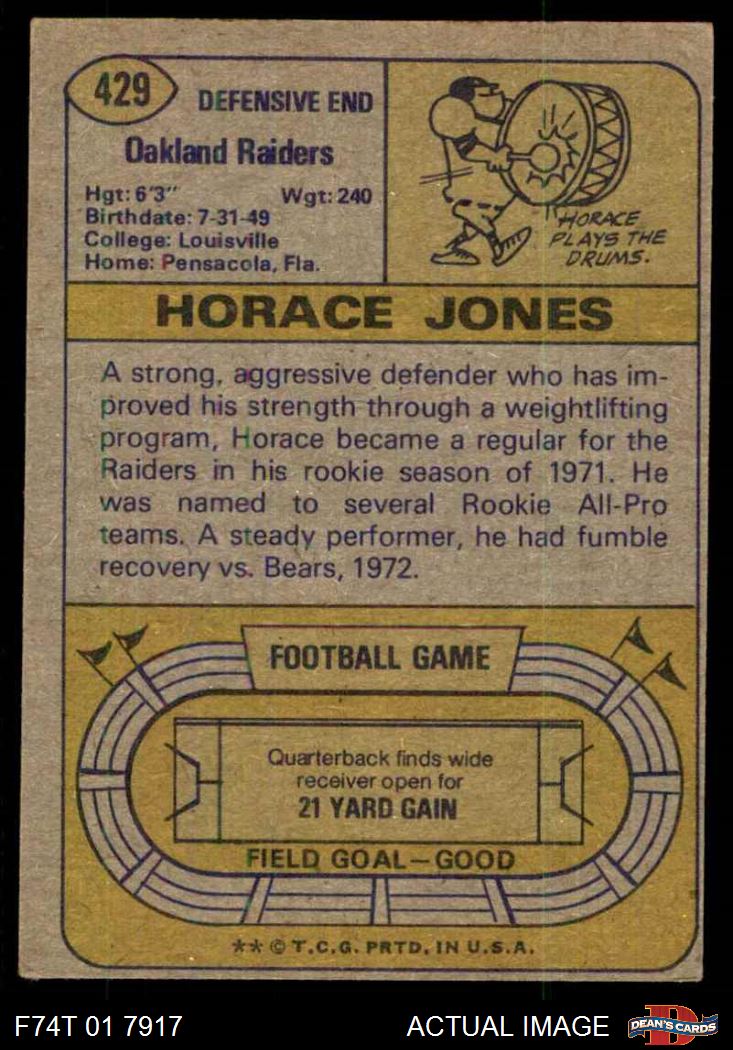 429
DEFENSIVE END
Oakland Raiders
Hgt: 6'3" Wgt: 240
Birthdate: 7-31-49
College: Louisville
Home: Pensacola, Fla.
HORACE
PLAYS THE
DRUMS.
HORACE JONES
A strong, aggressive defender who has im-
proved his strength through a weightlifting
program, Horace became a regular for the
Raiders in his rookie season of 1971. He
was named to several Rookie All-Pro
teams. A steady performer, he had fumble
recovery vs. Bears, 1972.
FOOTBALL GAME
Quarterback finds wide
receiver open for
21 YARD GAIN
FIELD GOAL—GOOD
** © T.C.G. PRTD. IN U.S.A.
F74T 01 7917 ACTUAL IMAGE
DEAN'S CARDS